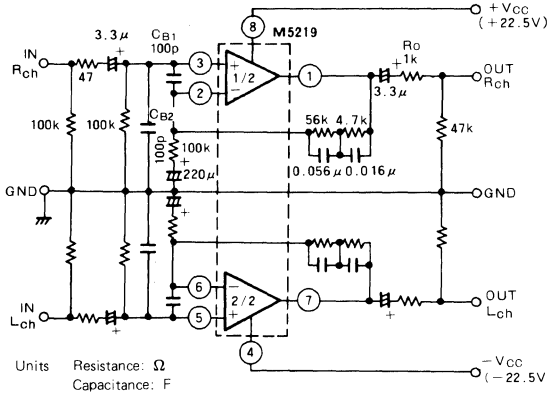 +VCC
(+22.5V)
8
CB1
100p
M5219
3.3μ
IN
Rch
47
3
+
1/2
2
−
1
+
Ro
1k
OUT
Rch
3.3μ
100k
100k
CB2
100p
56k
4.7k
47k
100k
+
220μ
0.056μ
0.016μ
GND
GND
+
6
−
2/2
5
+
7
IN
Lch
+
+
OUT
Lch
4
−VCC
(−22.5V
Units Resistance: Ω
Capacitance: F